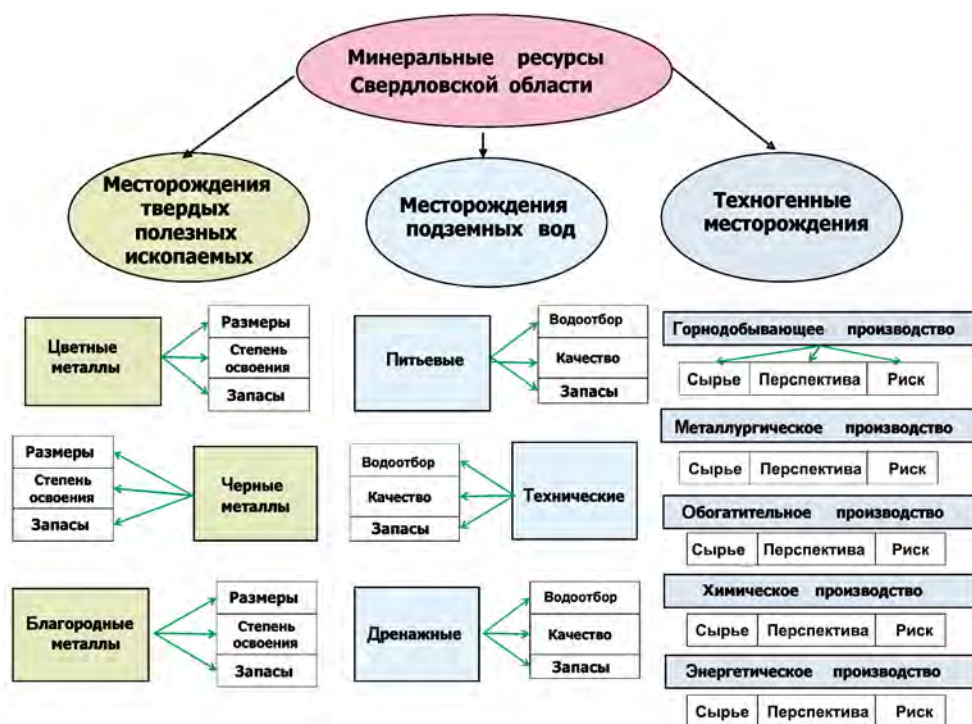 Минеральные ресурсы
Свердловской области
Месторождения
твердых
полезных
ископаемых
Месторождения
подземных вод
Техногенные
месторождения
Цветные
металлы
Размеры
Степень
освоения
Запасы
Размеры
Степень
освоения
Запасы
Черные
металлы
Благородные
металлы
Размеры
Степень
освоения
Запасы
Питьевые
Водоотбор
Качество
Запасы
Водоотбор
Качество
Запасы
Технические
Дренажные
Водоотбор
Качество
Запасы
Горнодобывающее производство
Сырье Перспектива Риск
Металлургическое производство
Сырье Перспектива Риск
Обогатительное производство
Сырье Перспектива Риск
Химическое производство
Сырье Перспектива Риск
Энергетическое производство
Сырье Перспектива Риск